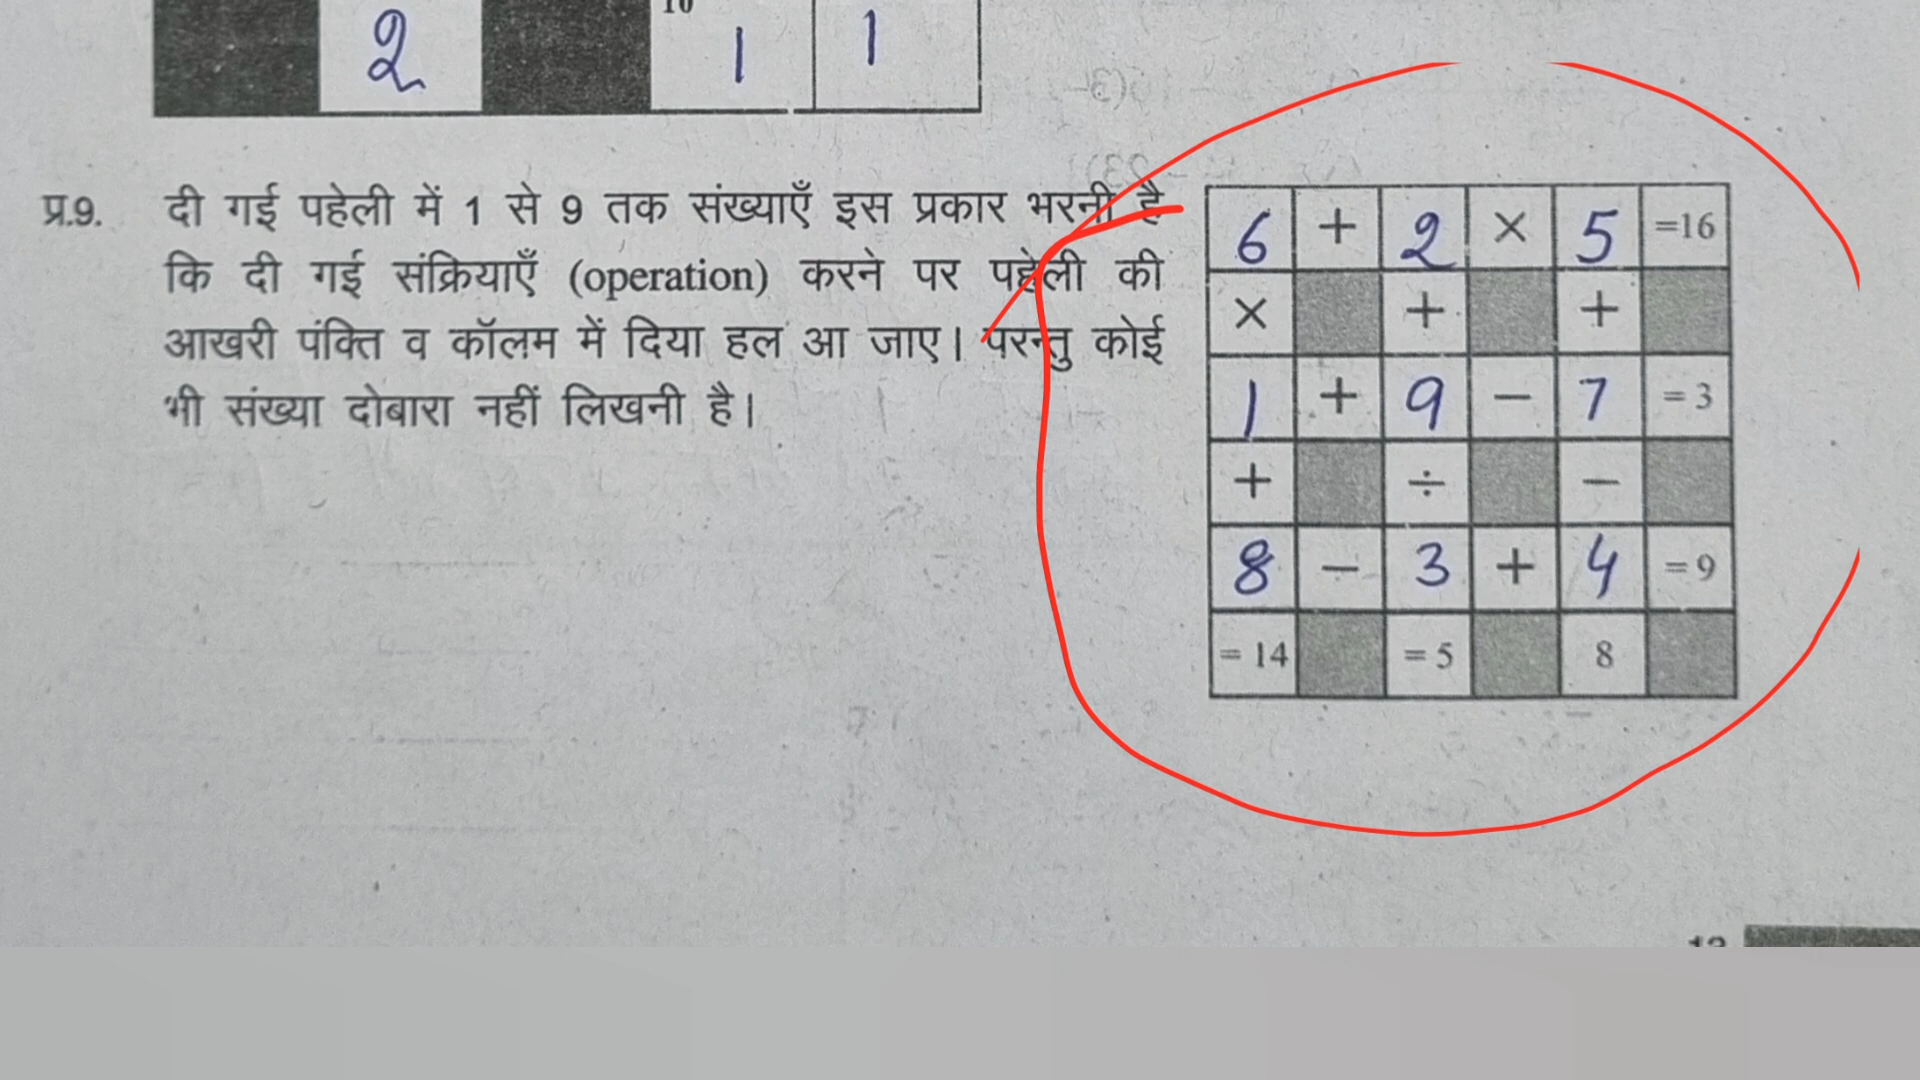 10
2 1 1
प्र.9. दी गई पहेली में 1 से 9 तक संख्याएँ इस प्रकार भरनी है
कि दी गई संक्रियाएँ (operation) करने पर पहेली की
आखरी पंक्ति व कॉलम में दिया हल आ जाए। परन्तु कोई
भी संख्या दोबारा नहीं लिखनी है।
6 + 2 × 5 =16
× + +
1 + 9 − 7 = 3
+ ÷ −
8 − 3 + 4 = 9
= 14 = 5 8